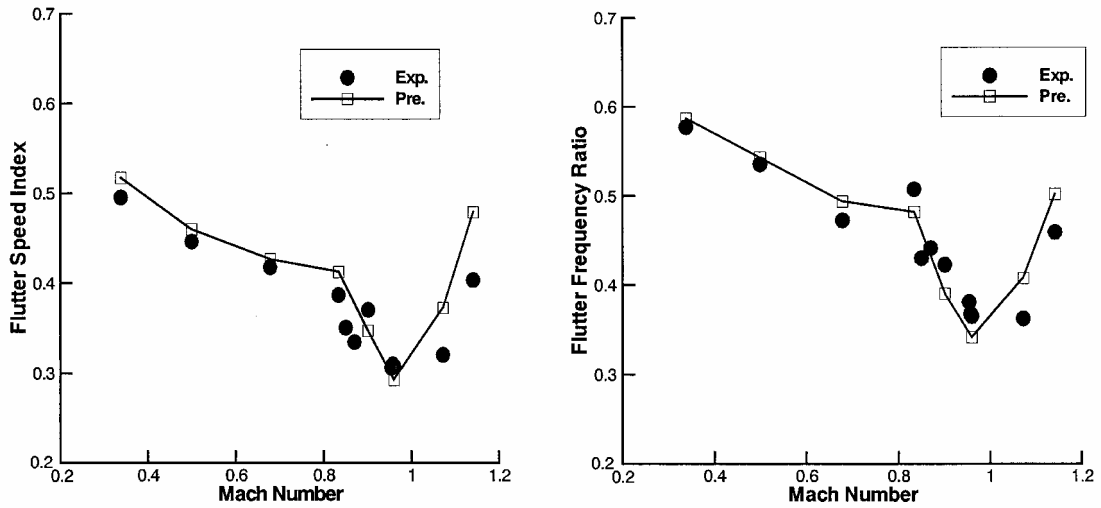 0.7
0.6
0.5
0.4
0.3
0.2
Flutter Speed Index
Exp.
Pre.
0.2 0.4 0.6 0.8 1 1.2
Mach Number
0.7
0.6
0.5
0.4
0.3
0.2
Flutter Frequency Ratio
Exp.
Pre.
0.2 0.4 0.6 0.8 1 1.2
Mach Number